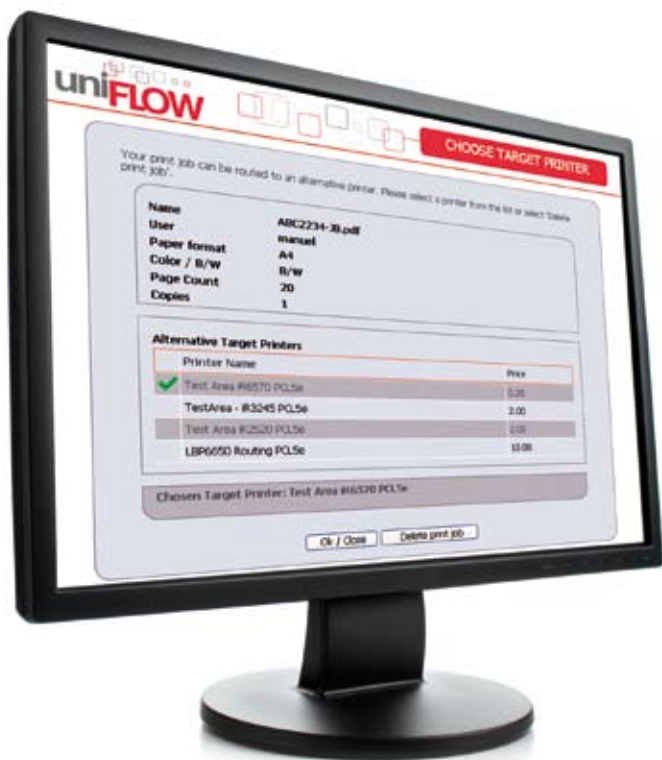 uniFLOW
CHOOSE TARGET PRINTER
Your print job can be routed to an alternative printer. Please select a printer from the list or select 'Delete
print job'.
Name ABC2234-JB.pdf
User manuel
Paper format A4
Color / B/W B/W
Page Count 20
Copies 1
Alternative Target Printers
Printer Name Price
Test Area iR6570 PCL5e 0.20
TestArea - iR3245 PCL5e 2.00
Test Area iR2520 PCL5e 2.00
LBP6650 Routing PCL5e 10.00
Chosen Target Printer: Test Area iR6570 PCL5e
Ok / Close Delete print job